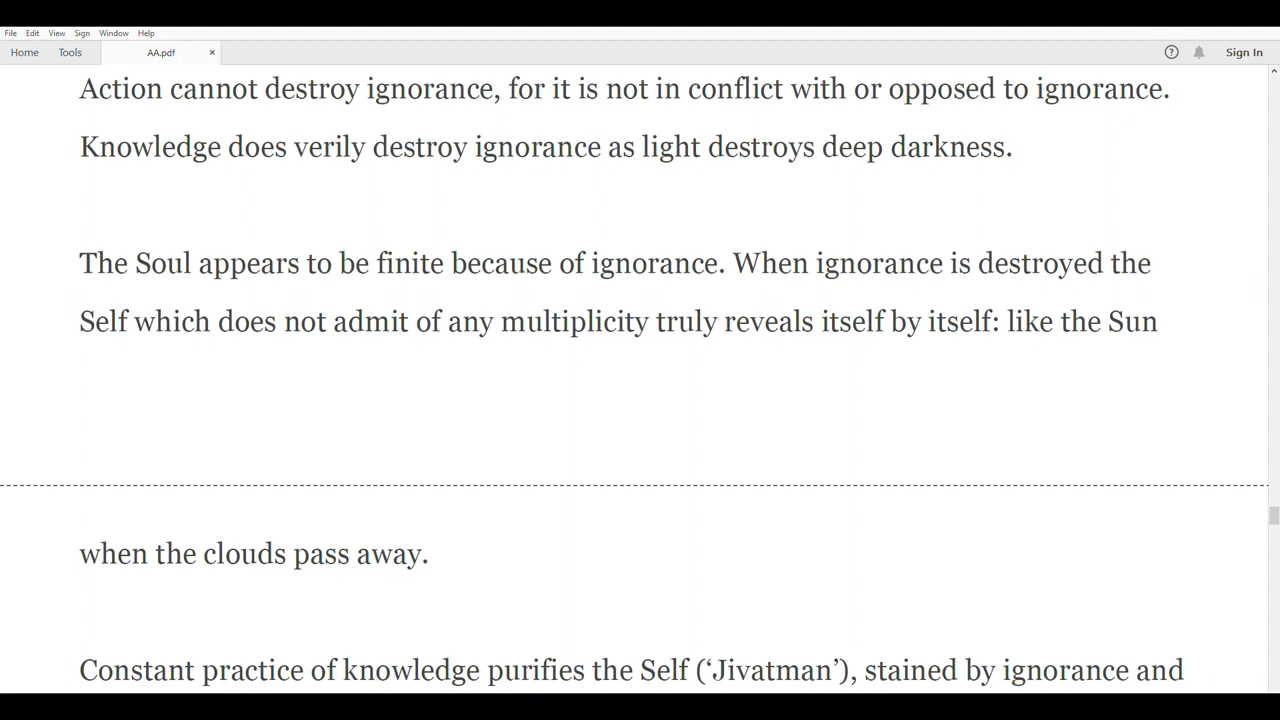 File Edit View Sign Window Help
Home Tools AA.pdf × ? Sign In
Action cannot destroy ignorance, for it is not in conflict with or opposed to ignorance.
Knowledge does verily destroy ignorance as light destroys deep darkness.
The Soul appears to be finite because of ignorance. When ignorance is destroyed the
Self which does not admit of any multiplicity truly reveals itself by itself: like the Sun
when the clouds pass away.
Constant practice of knowledge purifies the Self (‘Jivatman’), stained by ignorance and